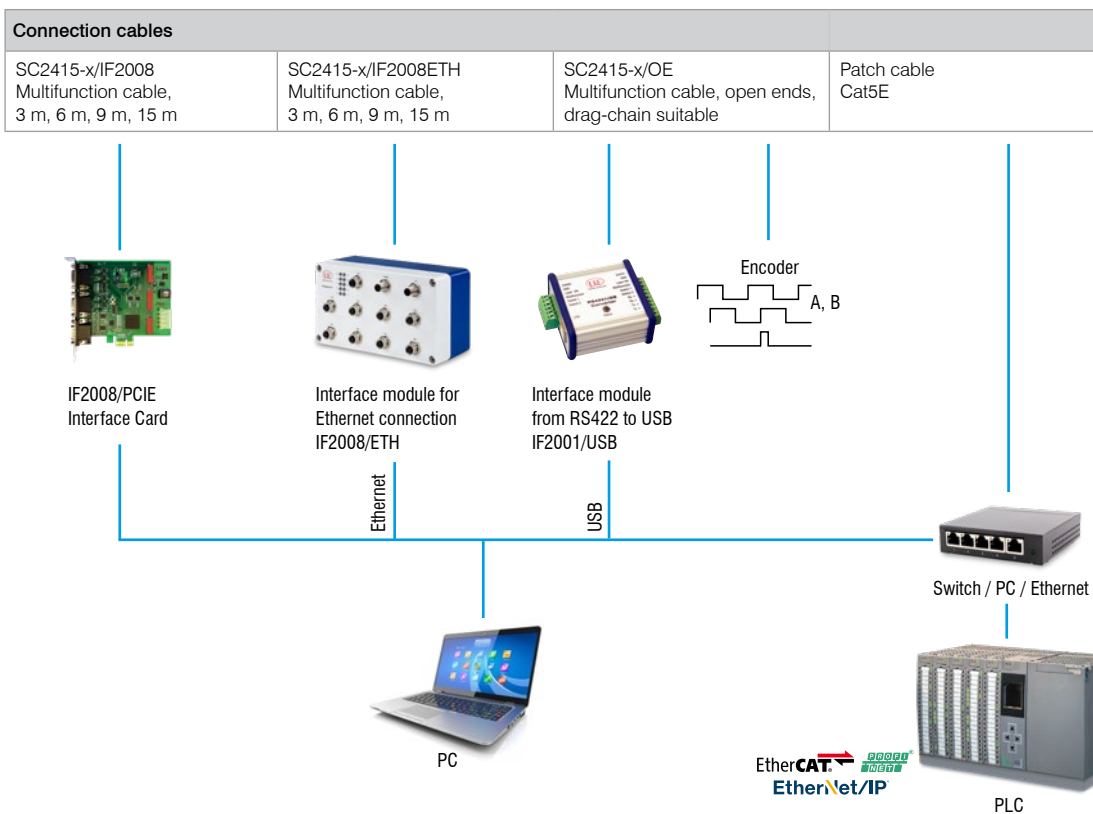 Connection cables
SC2415-x/IF2008
Multifunction cable,
3 m, 6 m, 9 m, 15 m
SC2415-x/IF2008ETH
Multifunction cable,
3 m, 6 m, 9 m, 15 m
SC2415-x/OE
Multifunction cable, open ends,
drag-chain suitable
Patch cable
Cat5E
Encoder
A, B
IF2008/PCIE
Interface Card
Interface module for
Ethernet connection
IF2008/ETH
Interface module
from RS422 to USB
IF2001/USB
Ethernet
USB
Switch / PC / Ethernet
PC
EtherCAT®
PROFI®
NET
EtherNet/IP
PLC